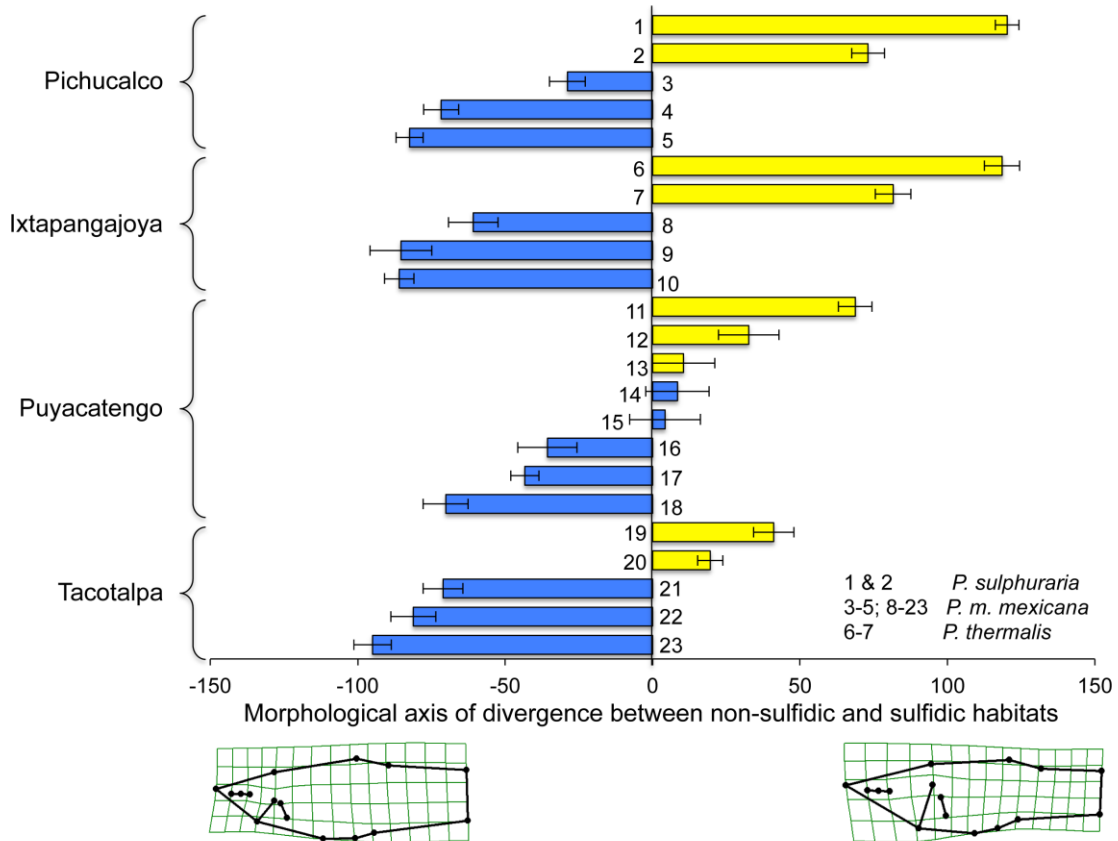 1
2
Pichucalco
3
4
5
6
7
Ixtapangajoya
8
9
10
11
12
13
Puyacatengo
14
15
16
17
18
19
20
Tacotalpa
21
22
23
1 & 2 P. sulphuraria
3-5; 8-23 P. m. mexicana
6-7 P. thermalis
-150 -100 -50 0 50 100 150
Morphological axis of divergence between non-sulfidic and sulfidic habitats